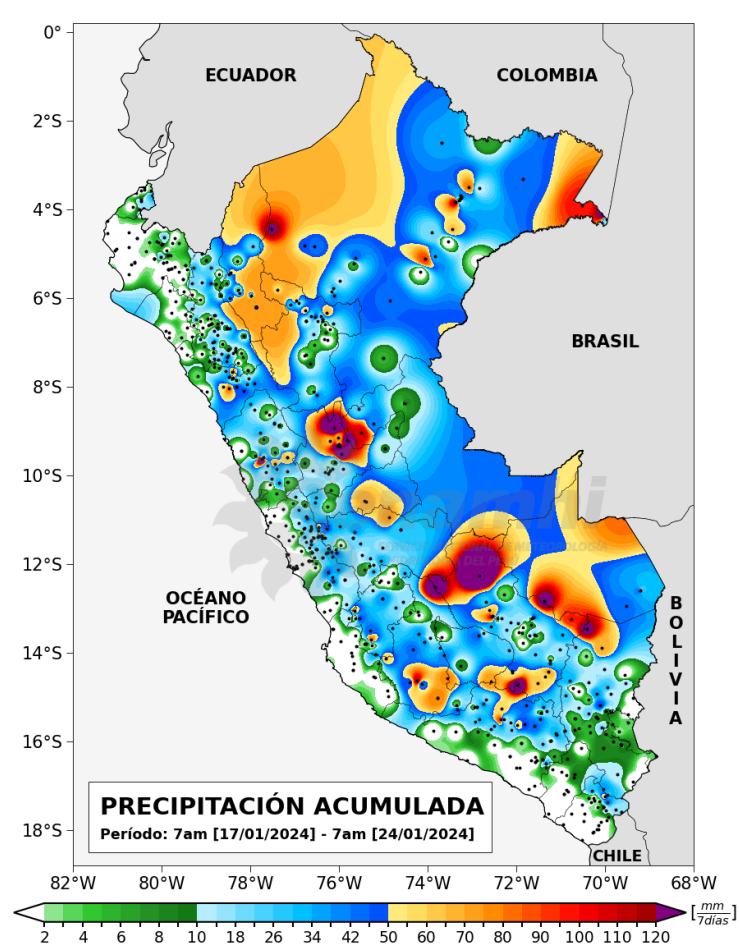 0°
2°S
4°S
6°S
8°S
10°S
12°S
14°S
16°S
18°S
ECUADOR
COLOMBIA
BRASIL
OCÉANO
PACÍFICO
B
O
L
I
V
I
A
CHILE
PRECIPITACIÓN ACUMULADA
Período: 7am [17/01/2024] - 7am [24/01/2024]
82°W 80°W 78°W 76°W 74°W 72°W 70°W 68°W
2 4 6 8 10 18 26 34 42 50 60 70 80 90 100 110 120
[mm/7días]